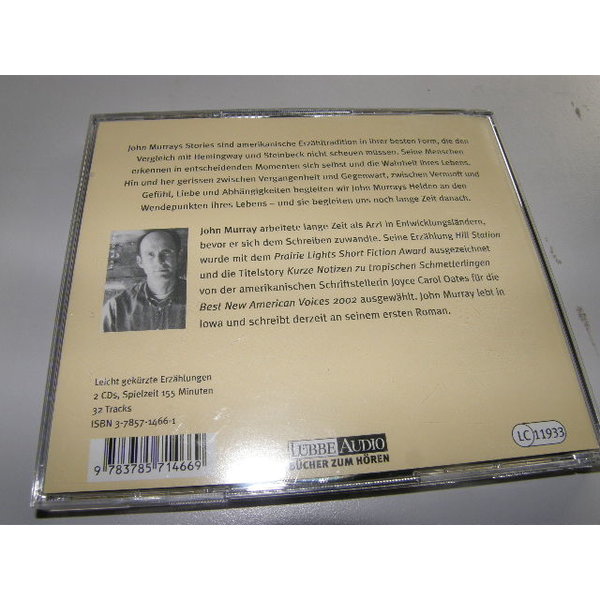 John Murrays Stories sind amerikanische Erzähltradition in ihrer besten Form, die den
Vergleich mit Hemingway und Steinbeck nicht scheuen müssen. Seine Menschen
erkennen in entscheidenden Momenten sich selbst und die Wahrheit ihres Lebens.
Hin und her gerissen zwischen Vergangenheit und Gegenwart, zwischen Vernunft und
Gefühl, Liebe und Abhängigkeiten begleiten wir John Murrays Helden an den
Wendepunkten ihres Lebens – und sie begleiten uns noch lange Zeit danach.
John Murray arbeitete lange Zeit als Arzt in Entwicklungsländern,
bevor er sich dem Schreiben zuwandte. Seine Erzählung Hill Station
wurde mit dem Prairie Lights Short Fiction Award ausgezeichnet
und die Titelstory Kurze Notizen zu tropischen Schmetterlingen
von der amerikanischen Schriftstellerin Joyce Carol Oates für die
Best New American Voices 2002 ausgewählt. John Murray lebt in
Iowa und schreibt derzeit an seinem ersten Roman.
Leicht gekürzte Erzählungen
2 CDs, Spielzeit 155 Minuten
32 Tracks
ISBN 3-7857-1466-1
9 783785 714669
LÜBBE AUDIO
BÜCHER ZUM HÖREN
LC 11933